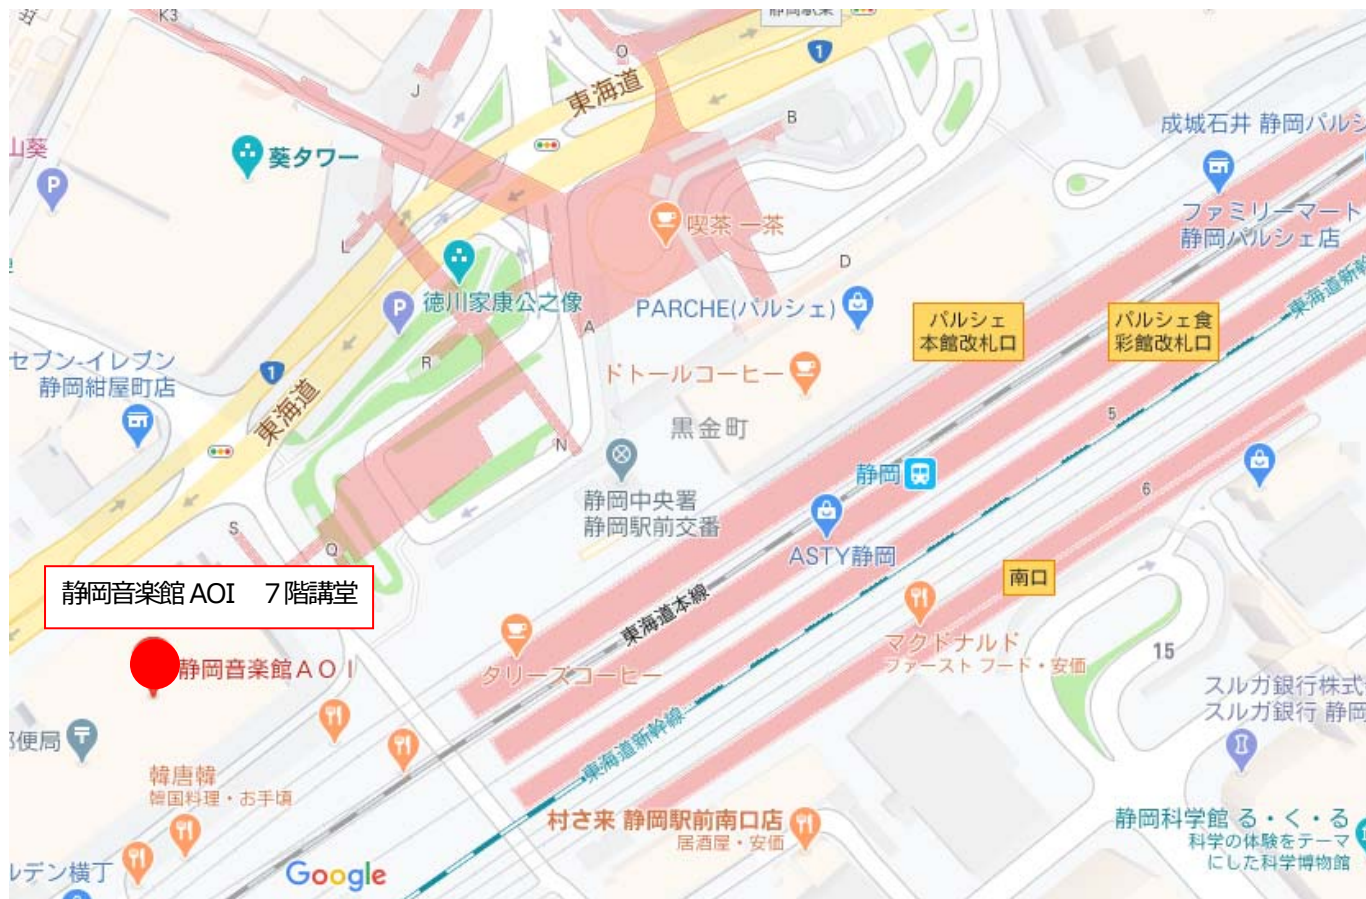 K3
O
静岡駅東
1
J
東海道
B
成城石井 静岡パルシ
山葵
P
葵タワー
ファミリーマート
静岡パルシェ店
喫茶 一茶
L
D
東海道新幹
徳川家康公之像
P
PARCHE(パルシェ)
パルシェ
本館改札口
パルシェ食
彩館改札口
A
R
セブン-イレブン
静岡紺屋町店
1
ドトールコーヒー
東海道
黒金町
5
N
静岡
6
静岡中央署
静岡駅前交番
S
Q
ASTY静岡
南口
静岡音楽館 AOI 7階講堂
東海道本線
マクドナルド
ファースト フード・安価
15
静岡音楽館AOI
タリーズコーヒー
スルガ銀行株式
スルガ銀行 静岡
便局
東海道新幹線
韓唐韓
韓国料理・お手頃
村さ来 静岡駅前南口店
居酒屋・安価
静岡科学館 る・く・る
科学の体験をテーマ
にした科学博物館
レデン横丁
Google